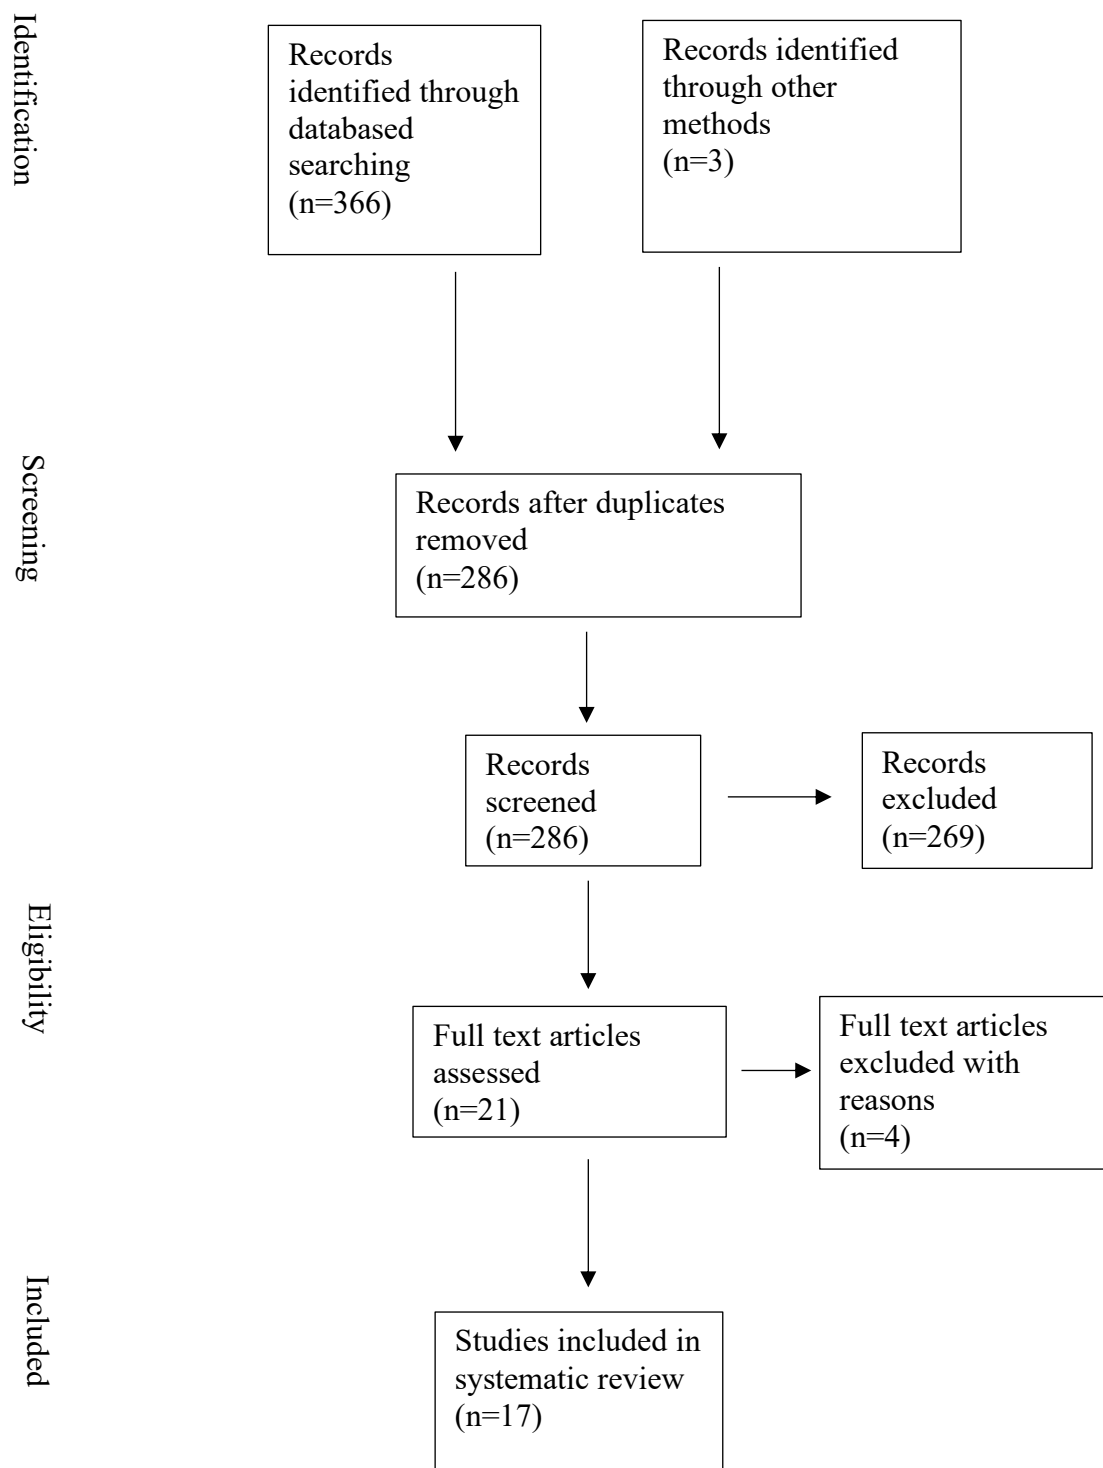 Identification
Records
identified through
databased
searching
(n=366)
Records identified
through other
methods
(n=3)
Screening
Records after duplicates
removed
(n=286)
Records
screened
(n=286)
Records
excluded
(n=269)
Eligibility
Full text articles
assessed
(n=21)
Full text articles
excluded with
reasons
(n=4)
Included
Studies included in
systematic review
(n=17)